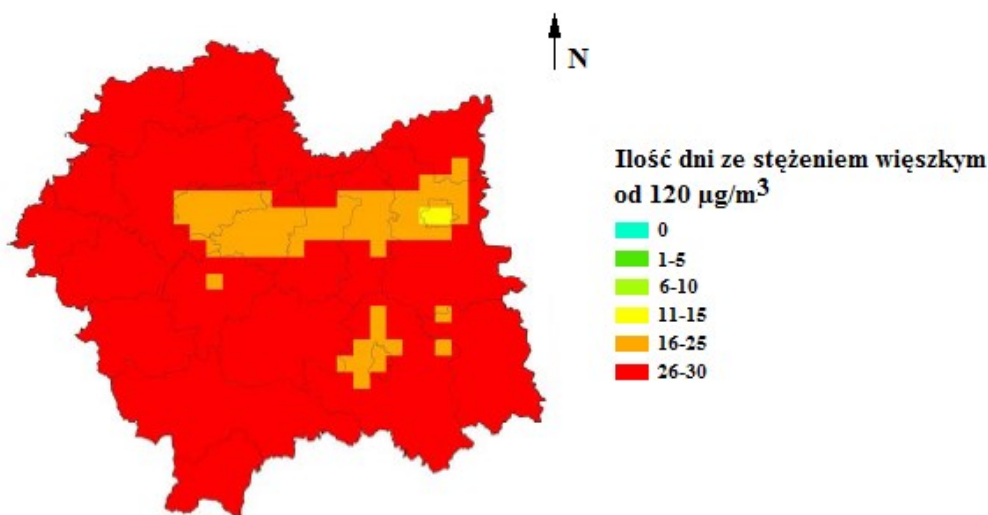 N
Ilość dni ze stężeniem więszkym
od 120 µg/m³
0
1-5
6-10
11-15
16-25
26-30